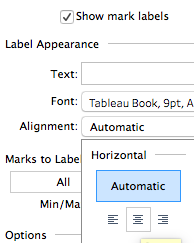 Show mark labels
Label Appearance
Text:
Font: Tableau Book, 9pt, A
Alignment: Automatic
Marks to Label
Horizontal
All
Automatic
Min/Ma
Options